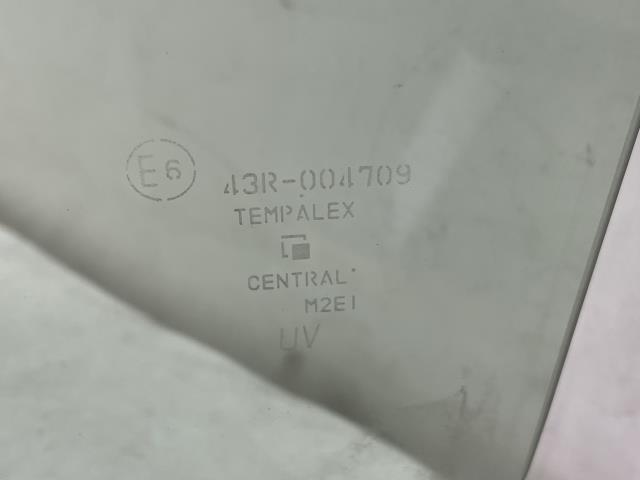 E6 43R-004709
TEMPALEX
CENTRAL
M2E1
UV